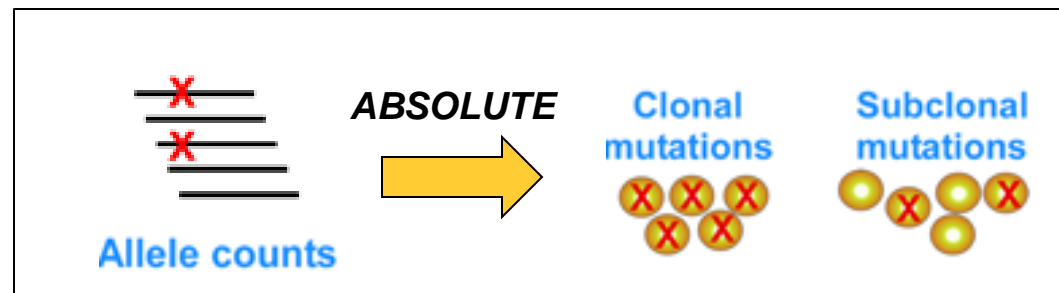 ABSOLUTE
Allele counts
Clonal
mutations
Subclonal
mutations
X
X
X X X
X X
X X